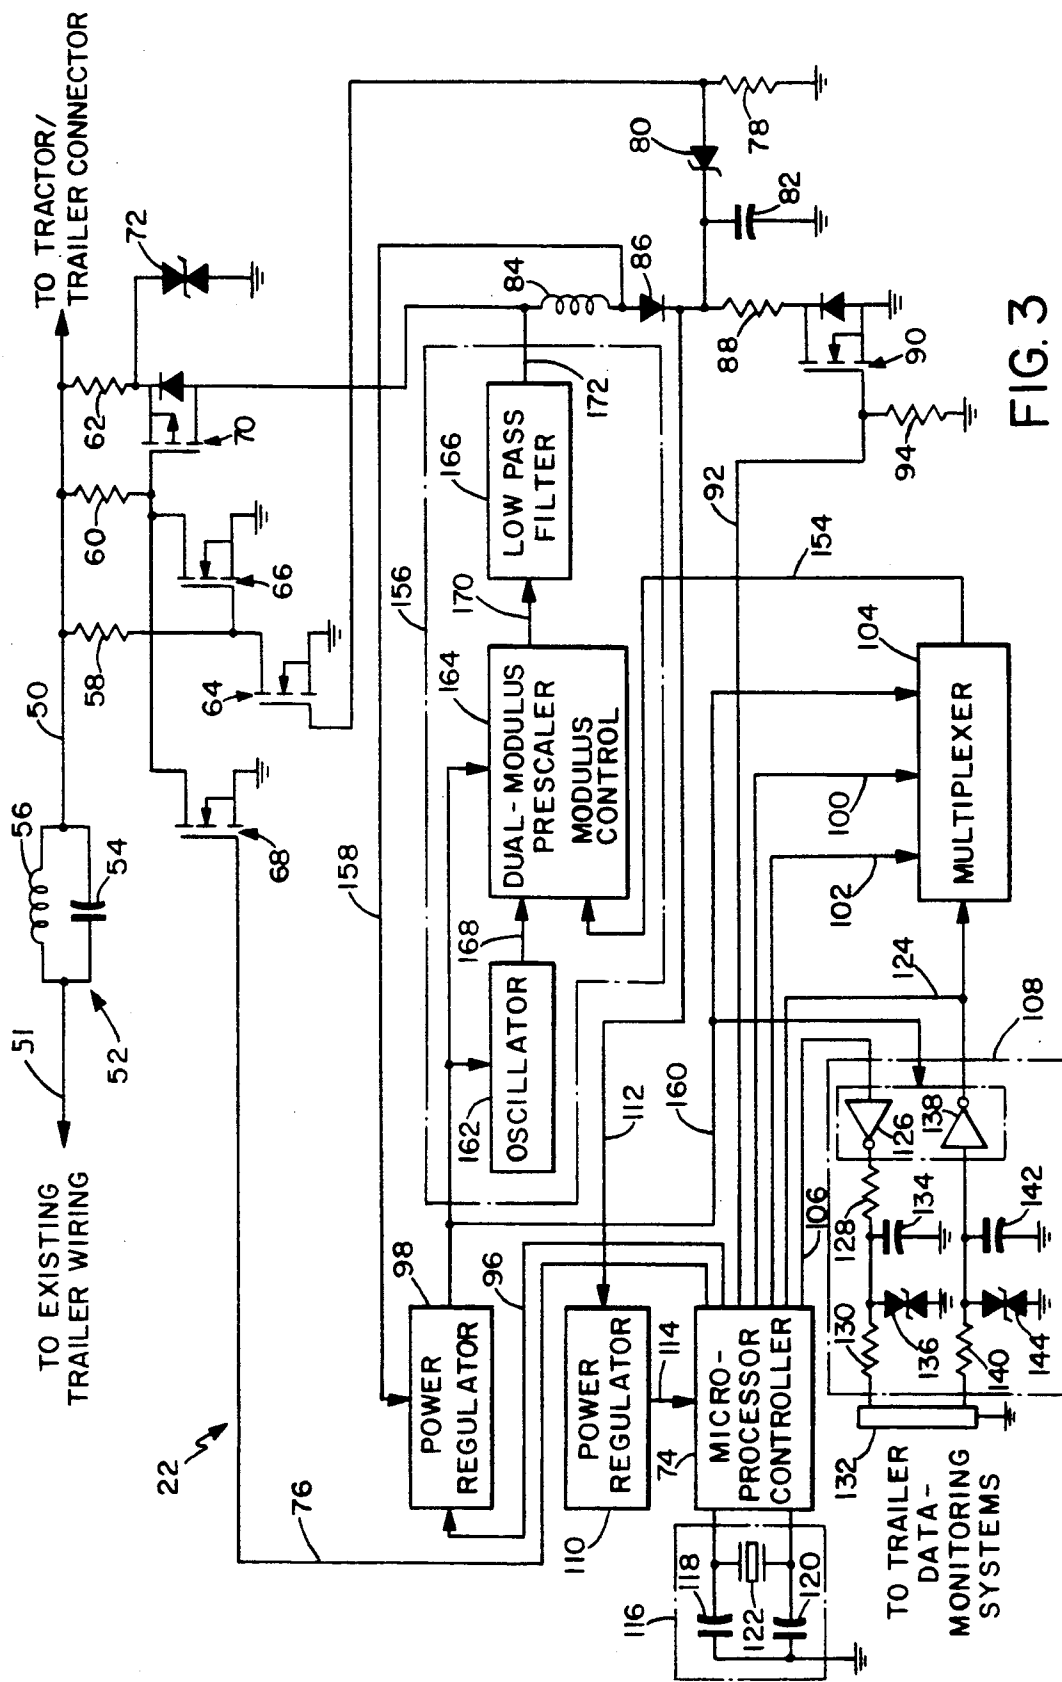 TO TRACTOR/
TRAILER CONNECTOR
TO EXISTING
TRAILER WIRING
51
52
56
54
50
58
60
62
72
64
66
68
70
22
76
158
156
98
POWER
REGULATOR
96
162
OSCILLATOR
168
164
DUAL-MODULUS
PRESCALER
MODULUS
CONTROL
170
166
LOW PASS
FILTER
172
84
86
80
82
78
88
90
92
94
110
POWER
REGULATOR
112
114
160
154
74
MICRO-
PROCESSOR
CONTROLLER
116
118
120
122
106
100
102
104
MULTIPLEXER
124
108
126
138
128
134
142
130
136
140
144
132
TO TRAILER
DATA-
MONITORING
SYSTEMS
FIG. 3